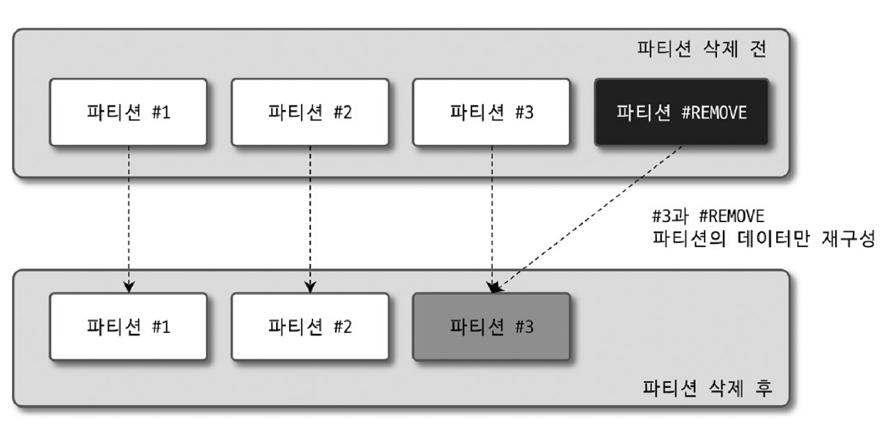 파티션 삭제 전
파티션 #1
파티션 #2
파티션 #3
파티션 #REMOVE
#3과 #REMOVE
파티션의 데이터만 재구성
파티션 #1
파티션 #2
파티션 #3
파티션 삭제 후